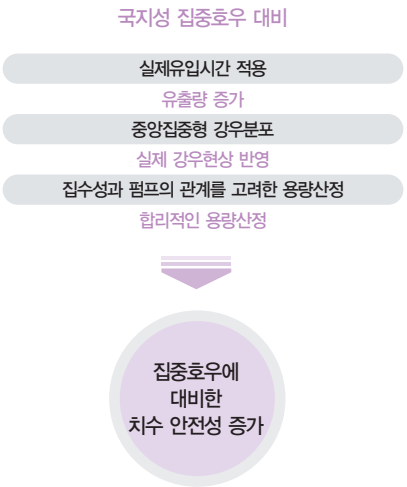 국지성 집중호우 대비
실제유입시간 적용
유출량 증가
중앙집중형 강우분포
실제 강우현상 반영
집수성과 펌프의 관계를 고려한 용량산정
합리적인 용량산정
집중호우에
대비한
치수 안전성 증가